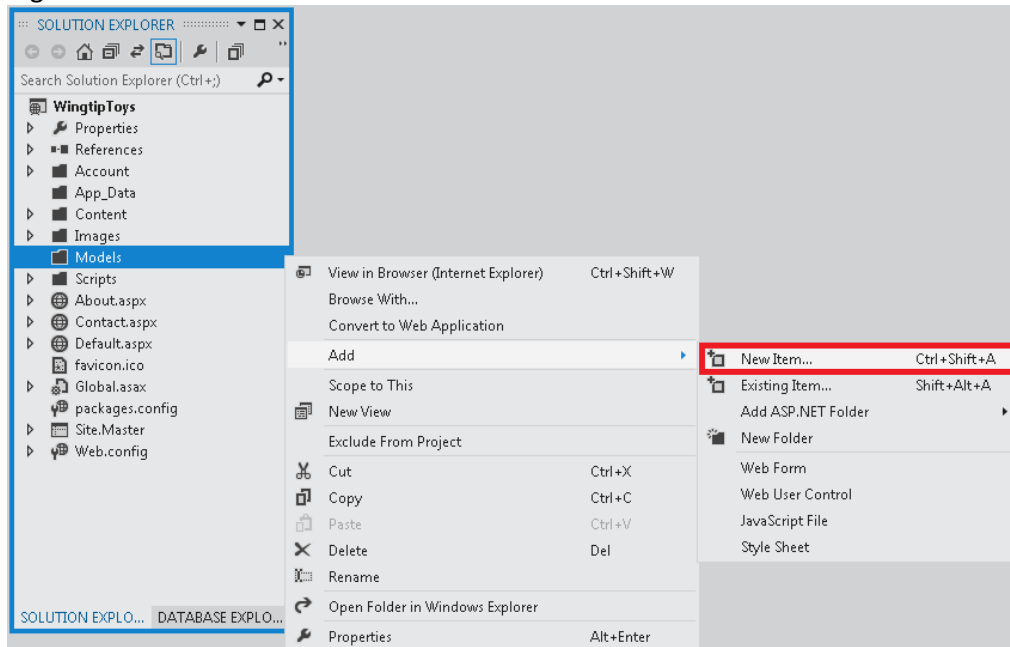 SOLUTION EXPLORER
Search Solution Explorer (Ctrl+;)
WingtipToys
Properties
References
Account
App_Data
Content
Images
Models
Scripts
About.aspx
Contact.aspx
Default.aspx
favicon.ico
Global.asax
packages.config
Site.Master
Web.config
SOLUTION EXPLO... DATABASE EXPLO...
View in Browser (Internet Explorer) Ctrl+Shift+W
Browse With...
Convert to Web Application
Add
Scope to This
New View
Exclude From Project
Cut Ctrl+X
Copy Ctrl+C
Paste Ctrl+V
Delete Del
Rename
Open Folder in Windows Explorer
Properties Alt+Enter
New Item... Ctrl+Shift+A
Existing Item... Shift+Alt+A
Add ASP.NET Folder
New Folder
Web Form
Web User Control
JavaScript File
Style Sheet